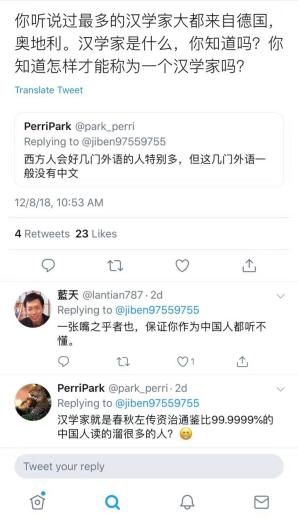 你听说过最多的汉学家大都来自德国，
奥地利。汉学家是什么，你知道吗？你
知道怎样才能称为一个汉学家吗？
Translate Tweet
PerriPark @park_perri
Replying to @jiben97559755
西方人会好几门外语的人特别多，但这几门外语一
般没有中文
12/8/18, 10:53 AM
4 Retweets 23 Likes
藍天 @lantian787 · 2d
Replying to @jiben97559755
一张嘴之乎者也，保证你作为中国人都听不
懂。
1
PerriPark @park_perri · 2d
Replying to @jiben97559755
汉学家就是春秋左传资治通鉴比99.9999%的
中国人读的溜很多的人？😁
Tweet your reply